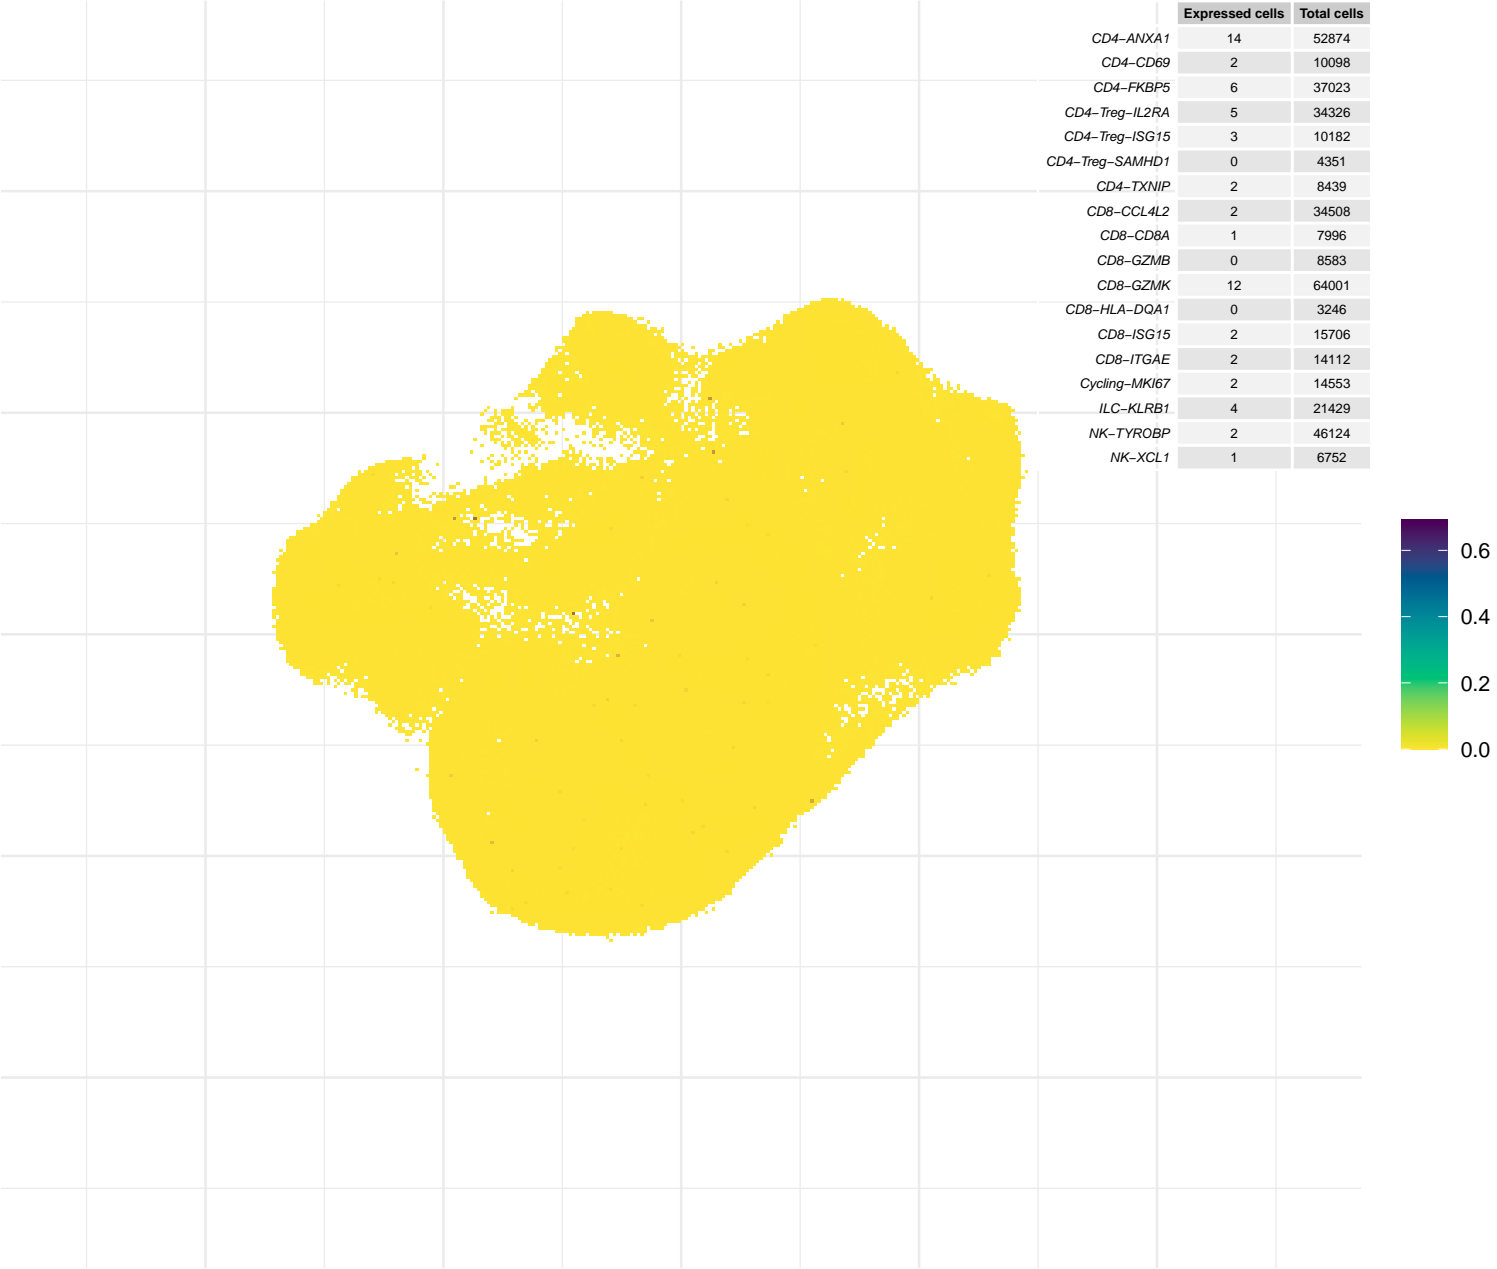 Expressed cells Total cells
CD4−ANXA1 14 52874
CD4−CD69 2 10098
CD4−FKBP5 6 37023
CD4−Treg−IL2RA 5 34326
CD4−Treg−ISG15 3 10182
CD4−Treg−SAMHD1 0 4351
CD4−TXNIP 2 8439
CD8−CCL4L2 2 34508
CD8−CD8A 1 7996
CD8−GZMB 0 8583
CD8−GZMK 12 64001
CD8−HLA−DQA1 0 3246
CD8−ISG15 2 15706
CD8−ITGAE 2 14112
Cycling−MKI67 2 14553
ILC−KLRB1 4 21429
NK−TYROBP 2 46124
NK−XCL1 1 6752
0.6
0.4
0.2
0.0